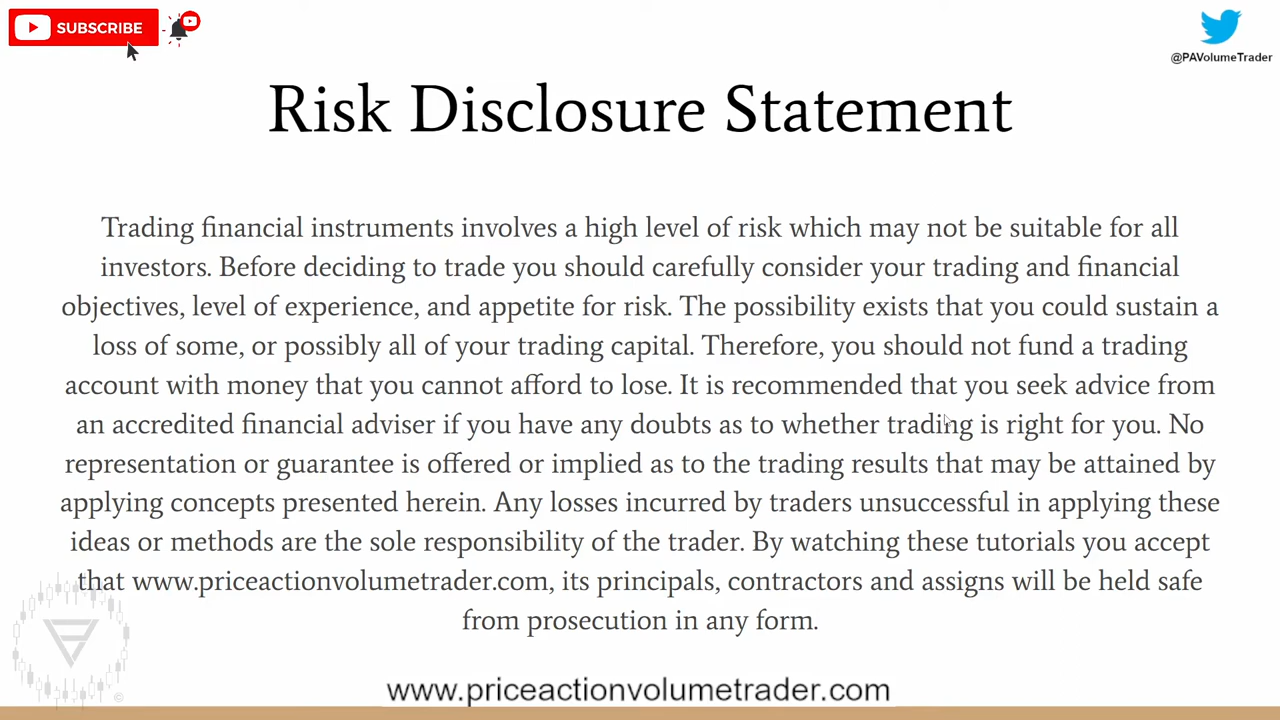 SUBSCRIBE
@PAVolumeTrader
Risk Disclosure Statement
Trading financial instruments involves a high level of risk which may not be suitable for all
investors. Before deciding to trade you should carefully consider your trading and financial
objectives, level of experience, and appetite for risk. The possibility exists that you could sustain a
loss of some, or possibly all of your trading capital. Therefore, you should not fund a trading
account with money that you cannot afford to lose. It is recommended that you seek advice from
an accredited financial adviser if you have any doubts as to whether trading is right for you. No
representation or guarantee is offered or implied as to the trading results that may be attained by
applying concepts presented herein. Any losses incurred by traders unsuccessful in applying these
ideas or methods are the sole responsibility of the trader. By watching these tutorials you accept
that www.priceactionvolumetrader.com, its principals, contractors and assigns will be held safe
from prosecution in any form.
©
www.priceactionvolumetrader.com